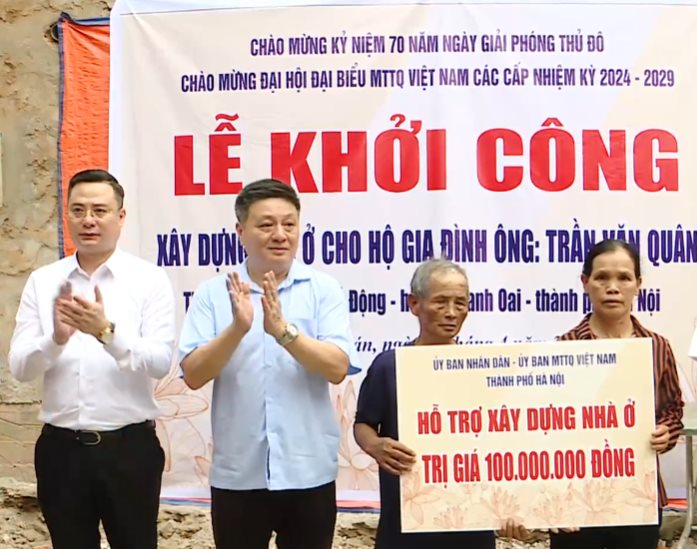 CHÀO MỪNG KỶ NIỆM 70 NĂM NGÀY GIẢI PHÓNG THỦ ĐÔ
CHÀO MỪNG ĐẠI HỘI ĐẠI BIỂU MTTQ VIỆT NAM CÁC CẤP NHIỆM KỲ 2024 - 2029
LỄ KHỞI CÔNG
XÂY DỰNG Ở CHO HỘ GIA ĐÌNH ÔNG: TRẦN VĂN QUÂN
Động - anh Oai - thành Nội
ỦY BAN NHÂN DÂN - ỦY BAN MTTQ VIỆT NAM
THÀNH PHỐ HÀ NỘI
HỖ TRỢ XÂY DỰNG NHÀ Ở
TRỊ GIÁ 100.000.000 ĐỒNG